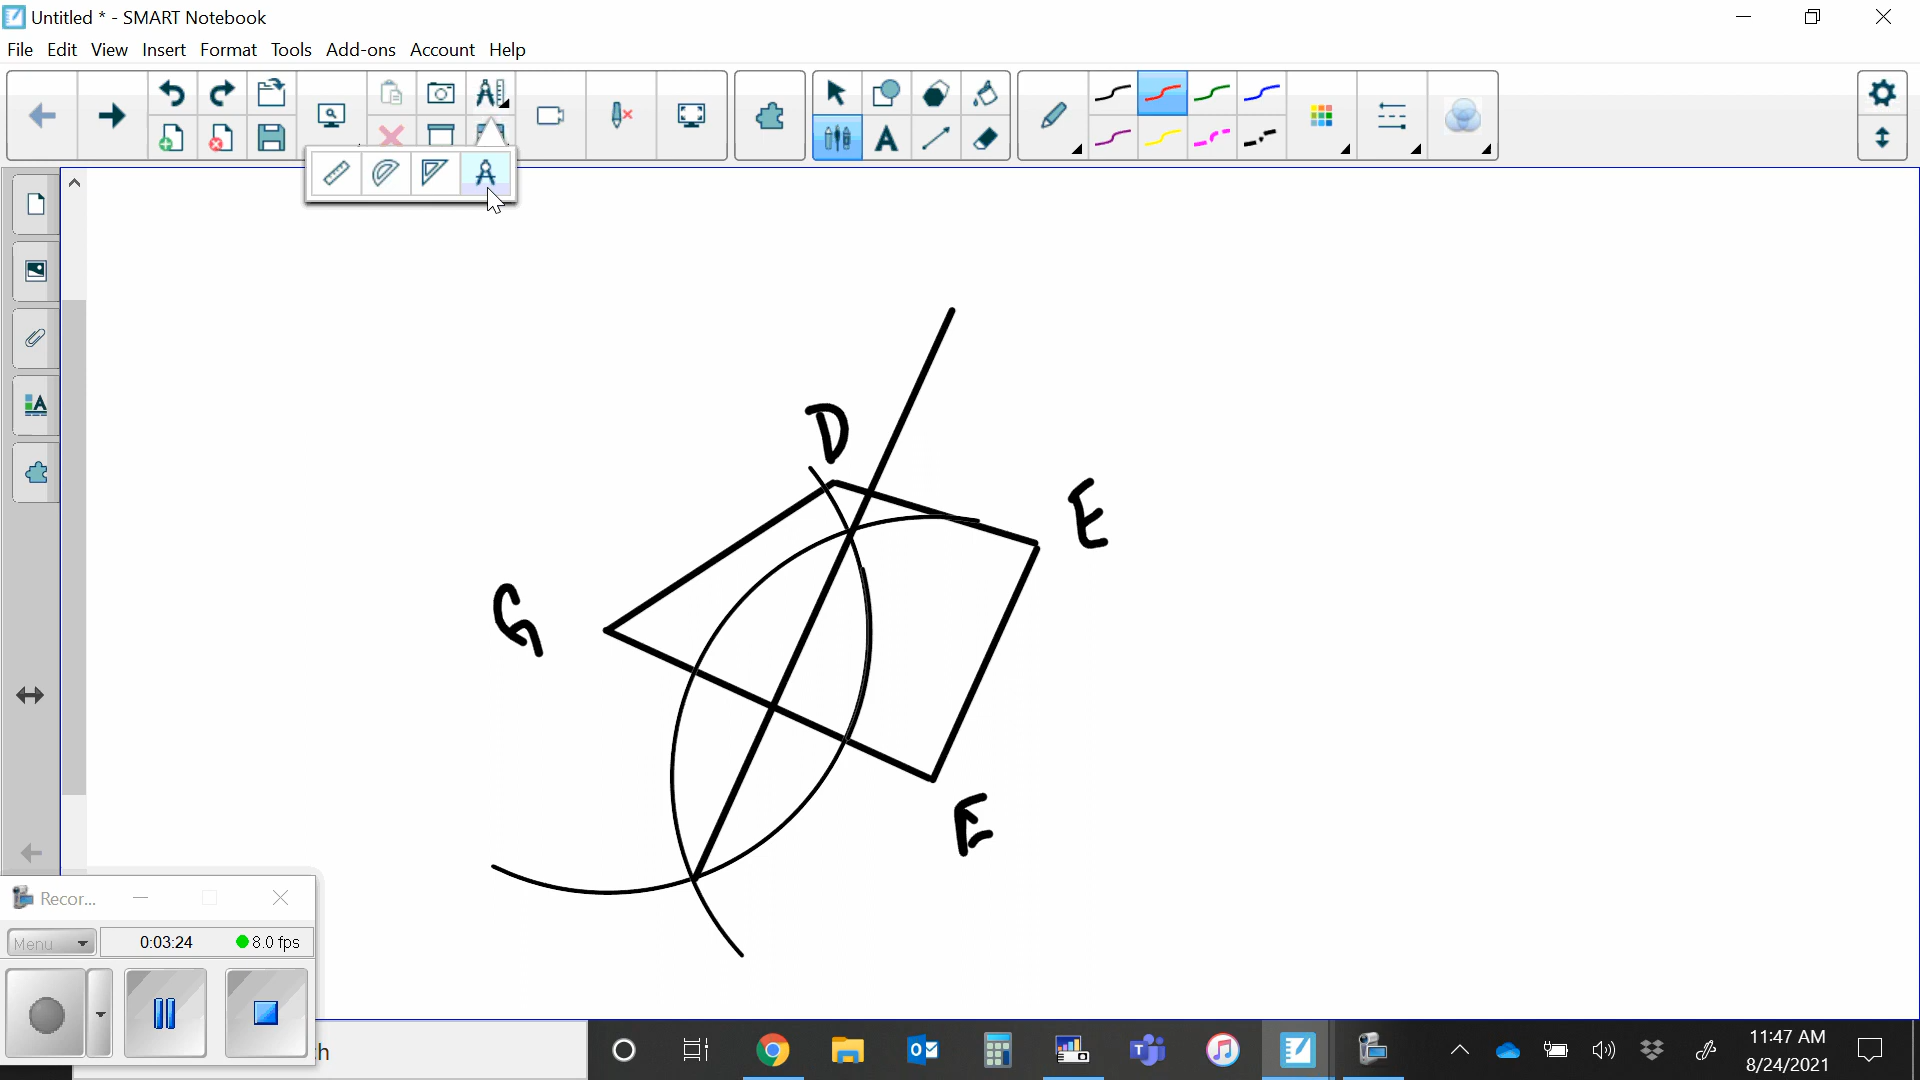 Untitled * - SMART Notebook
File Edit View Insert Format Tools Add-ons Account Help
D
E
G
E
Recor...
Menu 0:03:24 8.0 fps
h
11:47 AM
8/24/2021